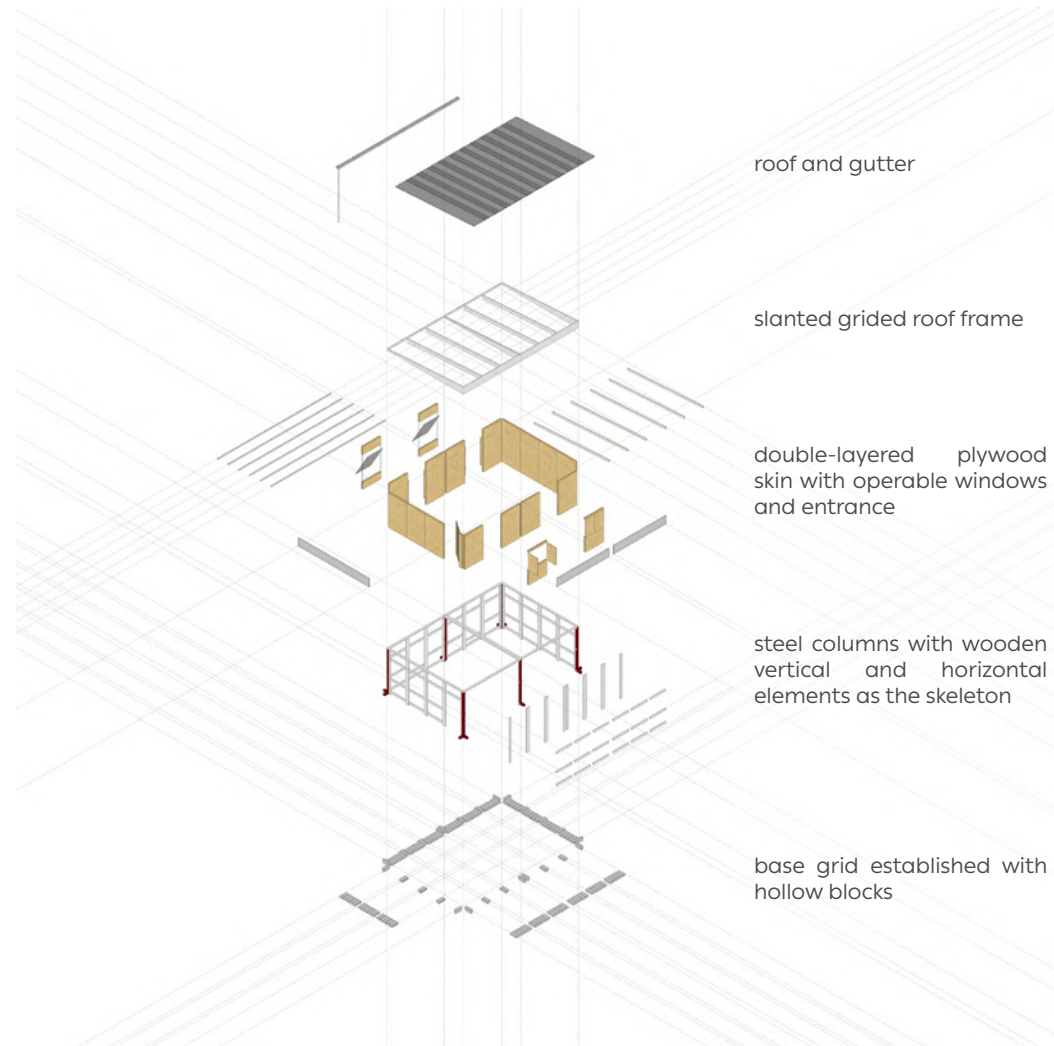 roof and gutter
slanted grided roof frame
double-layered plywood
skin with operable windows
and entrance
steel columns with wooden
vertical and horizontal
elements as the skeleton
base grid established with
hollow blocks